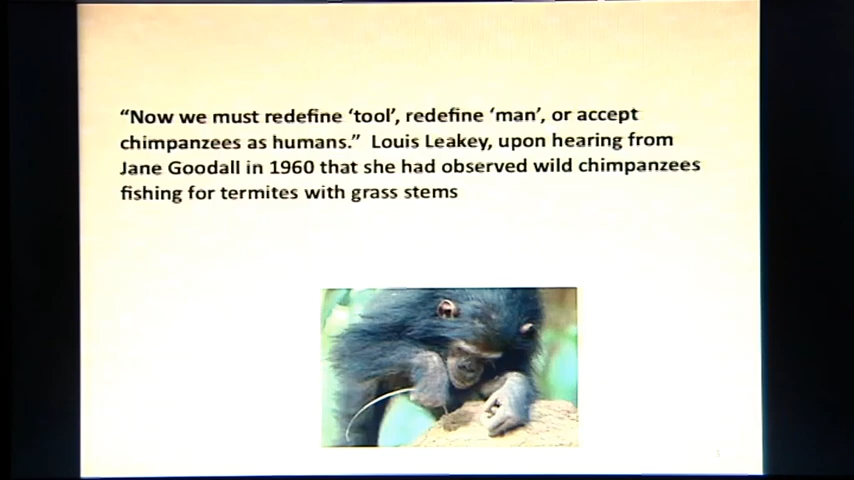 “Now we must redefine ‘tool’, redefine ‘man’, or accept
chimpanzees as humans.” Louis Leakey, upon hearing from
Jane Goodall in 1960 that she had observed wild chimpanzees
fishing for termites with grass stems